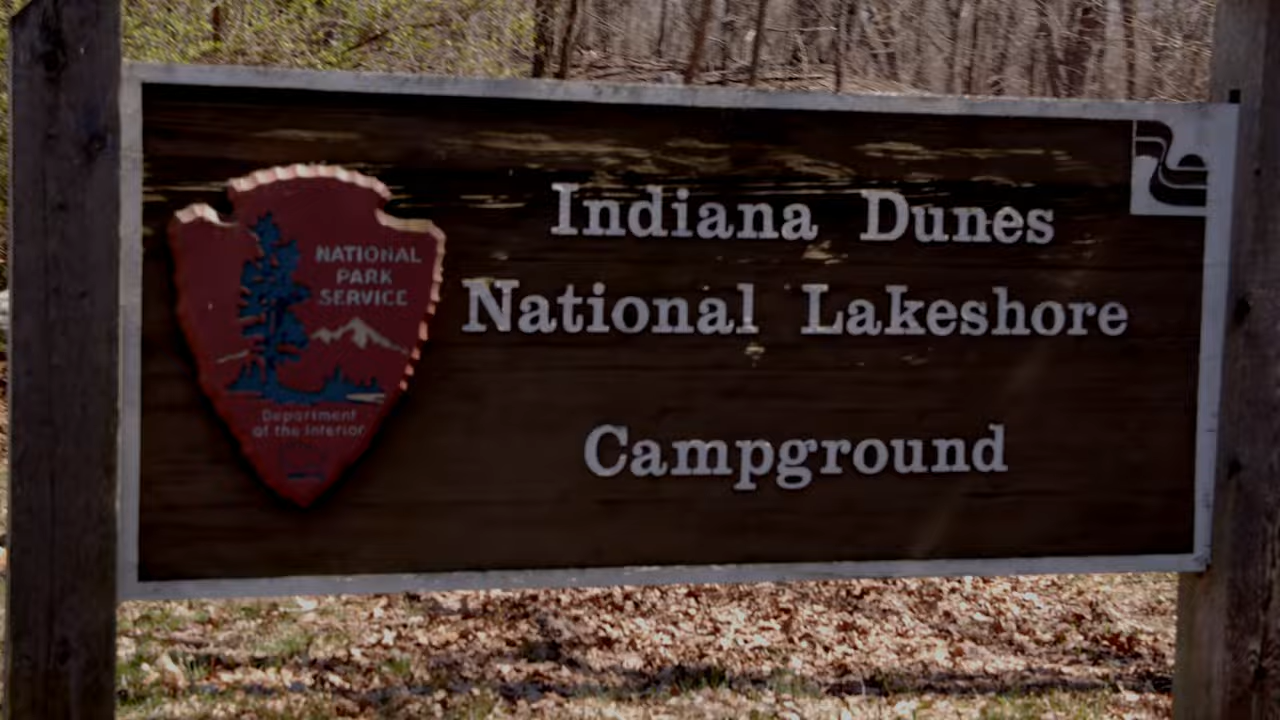 NATIONAL
PARK
SERVICE
Department
of the Interior
Indiana Dunes
National Lakeshore
Campground